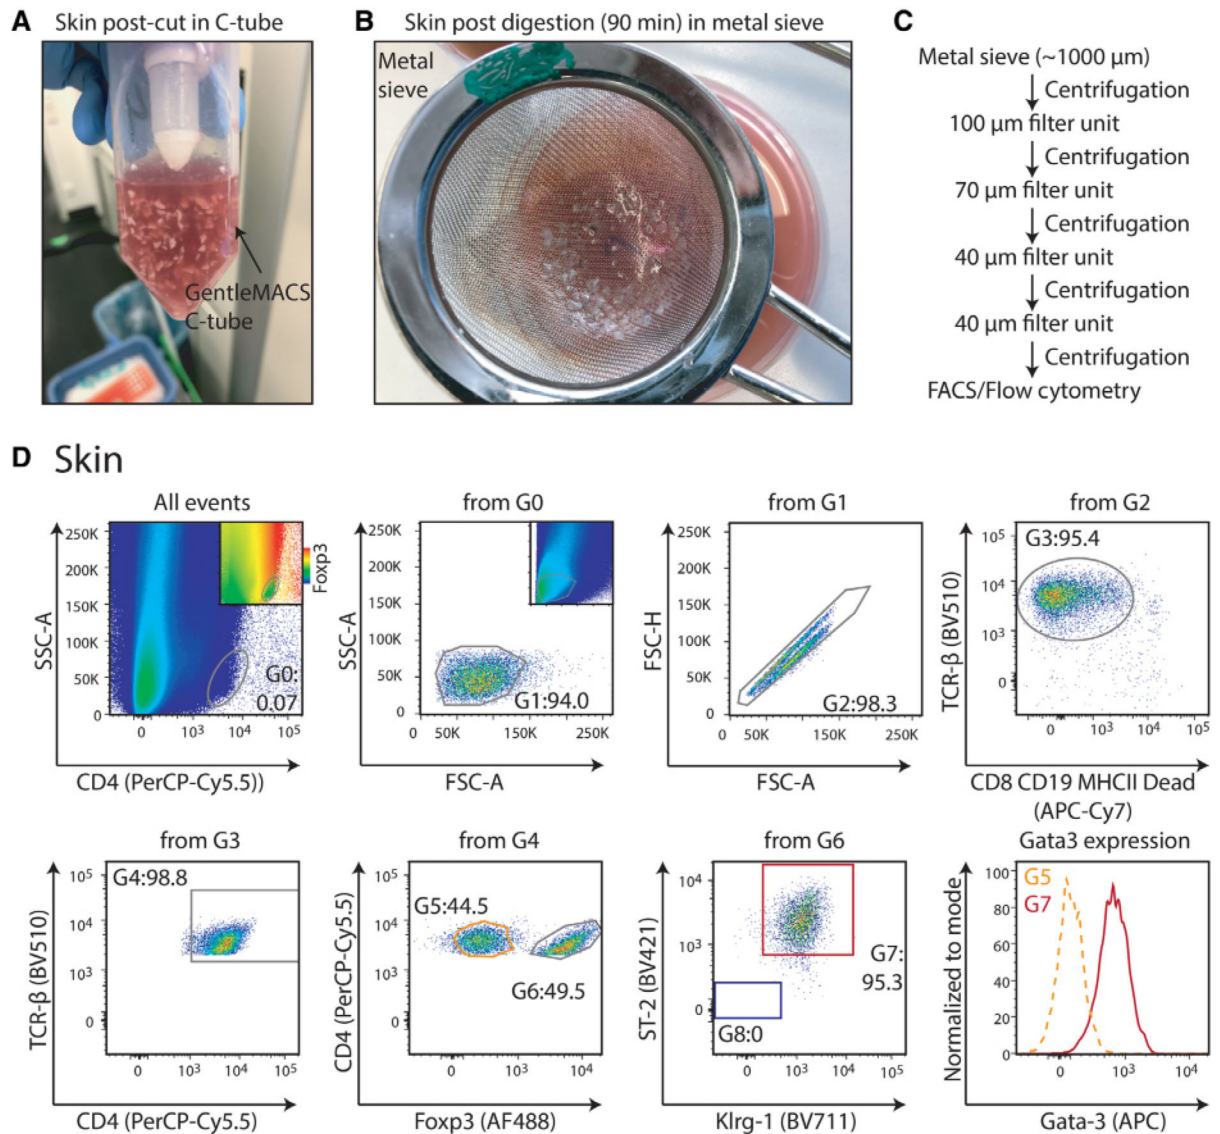 A Skin post-cut in C-tube
GentleMACS
C-tube
B Skin post digestion (90 min) in metal sieve
Metal
sieve
C
Metal sieve (~1000 µm)
Centrifugation
100 µm filter unit
Centrifugation
70 µm filter unit
Centrifugation
40 µm filter unit
Centrifugation
40 µm filter unit
Centrifugation
FACS/Flow cytometry
D Skin
All events
SSC-A
250K
200K
150K
100K
50K
0
Foxp3
G0:
0.07
0 10³ 10⁴ 10⁵
CD4 (PerCP-Cy5.5))
from G0
SSC-A
250K
200K
150K
100K
50K
0
G1:94.0
0 50K 150K 250K
FSC-A
from G1
FSC-H
250K
200K
150K
100K
50K
0
G2:98.3
0 50K 150K 250K
FSC-A
from G2
TCR-β (BV510)
10⁵
10⁴
10³
0
G3:95.4
0 10³ 10⁴ 10⁵
CD8 CD19 MHCII Dead
(APC-Cy7)
from G3
TCR-β (BV510)
10⁵
10⁴
10³
0
G4:98.8
0 10³ 10⁴ 10⁵
CD4 (PerCP-Cy5.5)
from G4
CD4 (PerCP-Cy5.5)
10⁵
10⁴
10³
0
G5:44.5
G6:49.5
0 10³ 10⁴
Foxp3 (AF488)
from G6
ST-2 (BV421)
10⁴
10³
0
G7:
95.3
G8:0
0 10³ 10⁴ 10⁵
Klrg-1 (BV711)
Gata3 expression
Normalized to mode
100
80
60
40
20
0
G5
G7
0 10³ 10⁴
Gata-3 (APC)